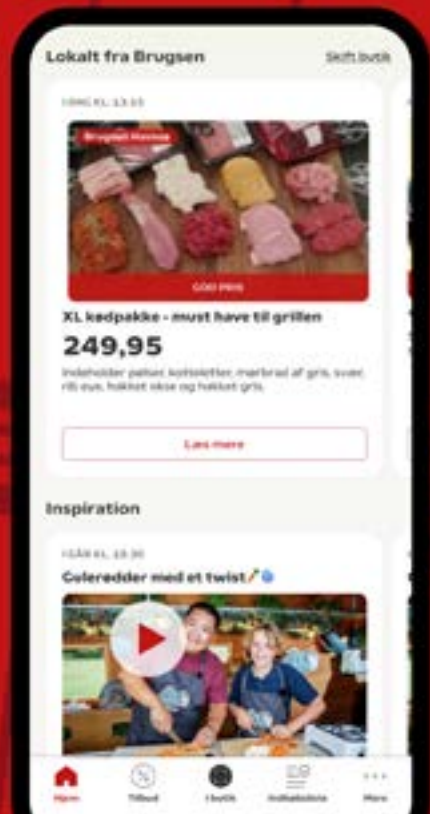 Lokalt fra Brugsen
Skift butik
I DAG KL. 13:15
Brugsen
GOD PRIS
XL kødpakke - must have til grillen
249,95
Indeholder pølser, koteletter, mørbrad af gris, svær,
rib eye, hakket okse og hakket gris.
Læs mere
Inspiration
I GÅR KL. 15:30
Gulerødder med et twist🥕
Hjem
Tilbud
I butik
Indkøbsliste
Mere